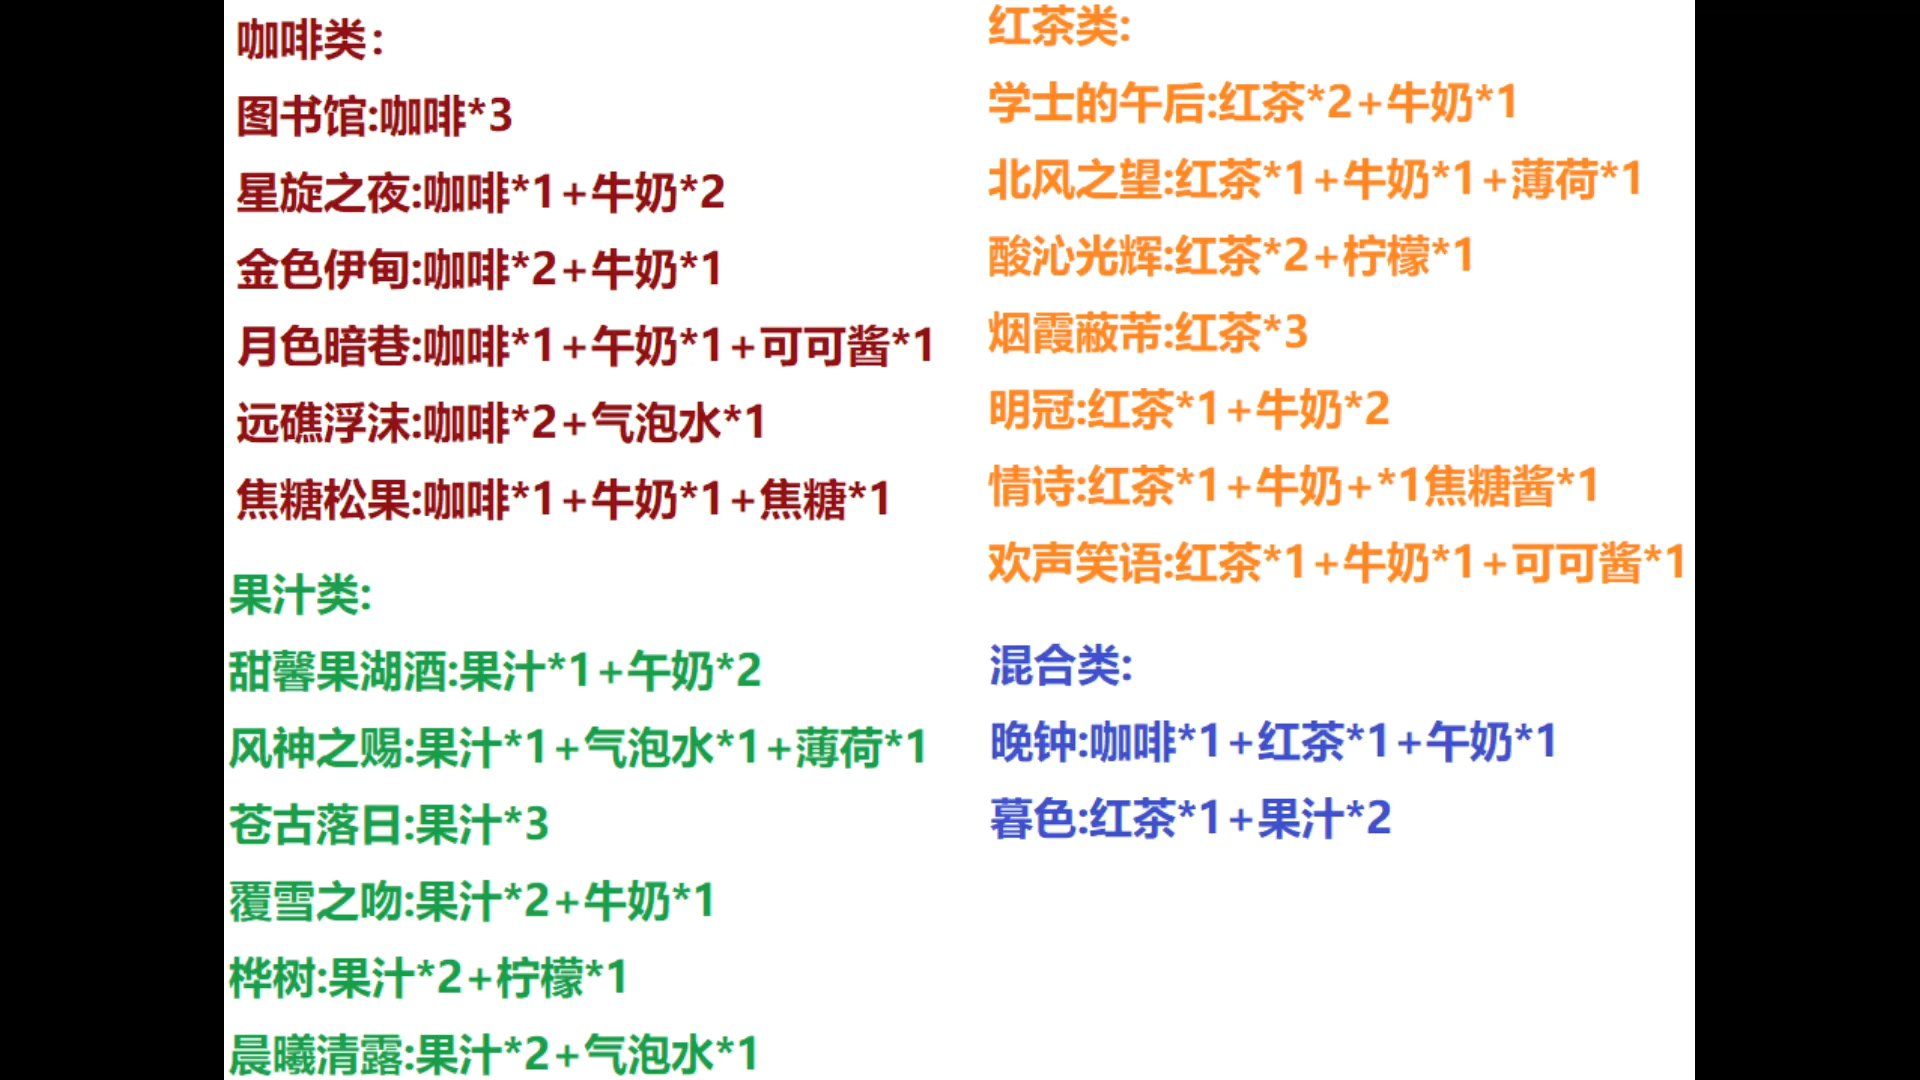 咖啡类:
图书馆:咖啡*3
星旋之夜:咖啡*1+牛奶*2
金色伊甸:咖啡*2+牛奶*1
月色暗巷:咖啡*1+午奶*1+可可酱*1
远礁浮沫:咖啡*2+气泡水*1
焦糖松果:咖啡*1+牛奶*1+焦糖*1
果汁类:
甜馨果湖酒:果汁*1+午奶*2
风神之赐:果汁*1+气泡水*1+薄荷*1
苍古落日:果汁*3
覆雪之吻:果汁*2+牛奶*1
桦树:果汁*2+柠檬*1
晨曦清露:果汁*2+气泡水*1
红茶类:
学士的午后:红茶*2+牛奶*1
北风之望:红茶*1+牛奶*1+薄荷*1
酸沁光辉:红茶*2+柠檬*1
烟霞蔽芾:红茶*3
明冠:红茶*1+牛奶*2
情诗:红茶*1+牛奶+*1焦糖酱*1
欢声笑语:红茶*1+牛奶*1+可可酱*1
混合类:
晚钟:咖啡*1+红茶*1+午奶*1
暮色:红茶*1+果汁*2